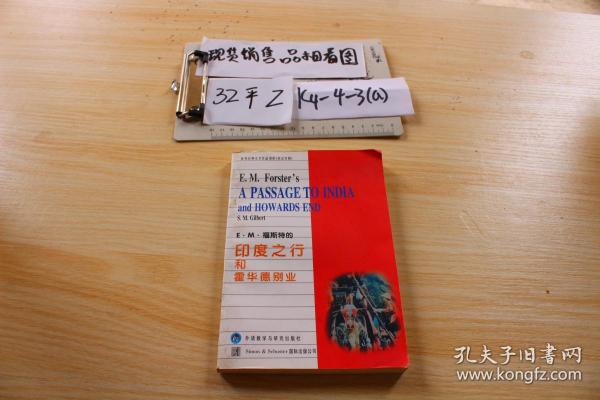 现货销售品相看图
32平Z
K4-4-3(a)
E.M. Forster's
A PASSAGE TO INDIA
and HOWARDS END
S. M. Gilbert
E·M·福斯特的
印度之行
和
霍华德别业
外语教学与研究出版社
Simon & Schuster 国际出版公司
孔夫子旧书网
www.kongfz.com